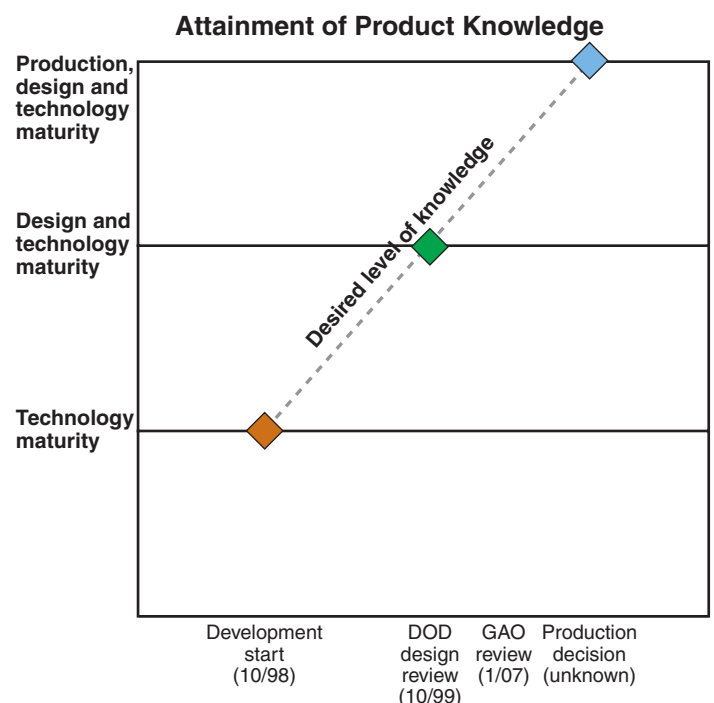 Attainment of Product Knowledge
Production,
design and
technology
maturity
Design and
technology
maturity
Technology
maturity
Desired level of knowledge
Development
start
(10/98)
DOD
design
review
(10/99)
GAO
review
(1/07)
Production
decision
(unknown)